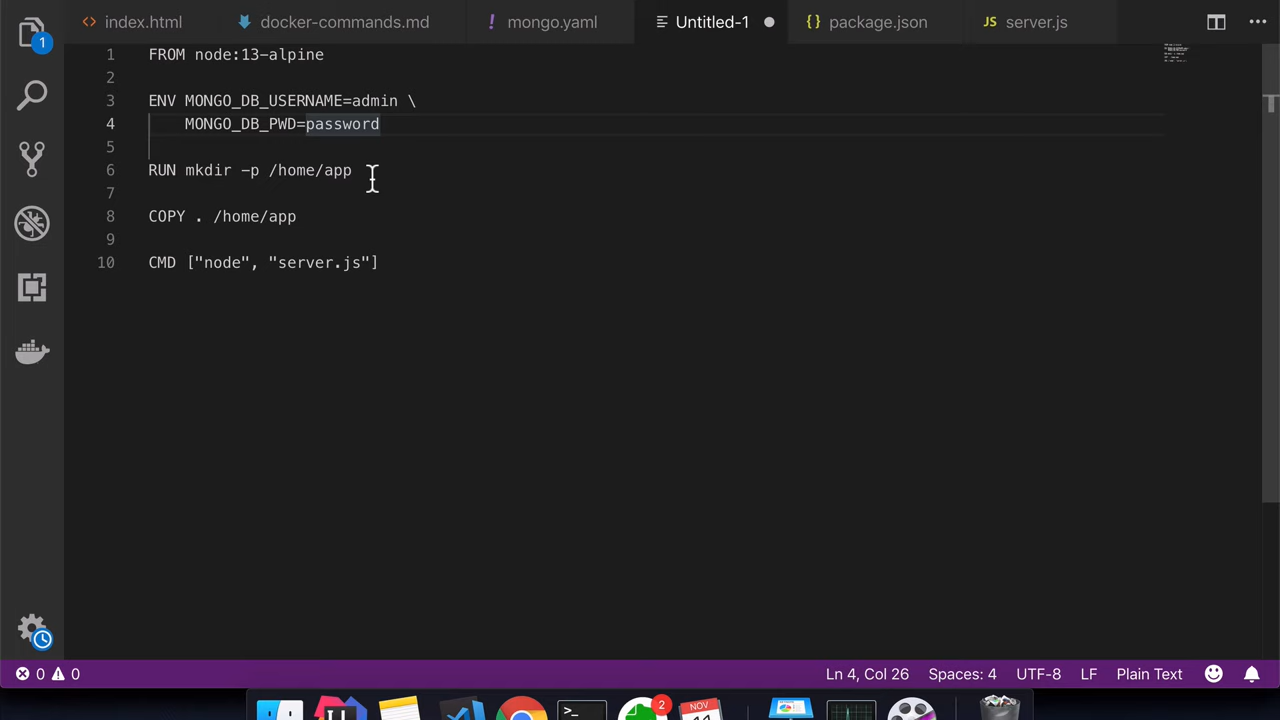 index.html docker-commands.md mongo.yaml Untitled-1 package.json server.js
1 FROM node:13-alpine
2
3 ENV MONGO_DB_USERNAME=admin \
4 MONGO_DB_PWD=password
5
6 RUN mkdir -p /home/app
7
8 COPY . /home/app
9
10 CMD ["node", "server.js"]
1
0 0 Ln 4, Col 26 Spaces: 4 UTF-8 LF Plain Text
2
NOV